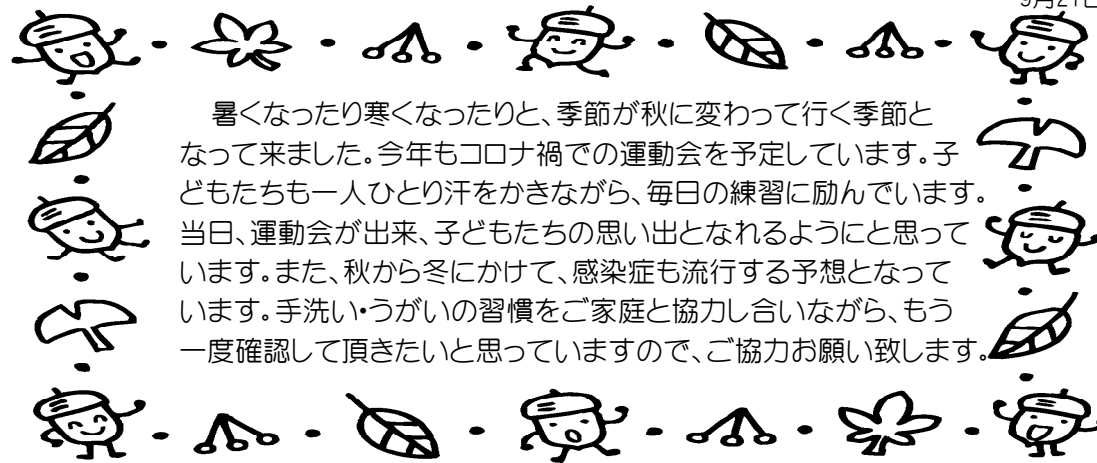 9月21日
暑くなったり寒くなったりと、季節が秋に変わって行く季節と
なって来ました。今年もコロナ禍での運動会を予定しています。子
どもたちも一人ひとり汗をかきながら、毎日の練習に励んでいます。
当日、運動会が出来、子どもたちの思い出となれるようにと思って
います。また、秋から冬にかけて、感染症も流行する予想となって
います。手洗い・うがいの習慣をご家庭と協力し合いながら、もう
一度確認して頂きたいと思っていますので、ご協力お願い致します。